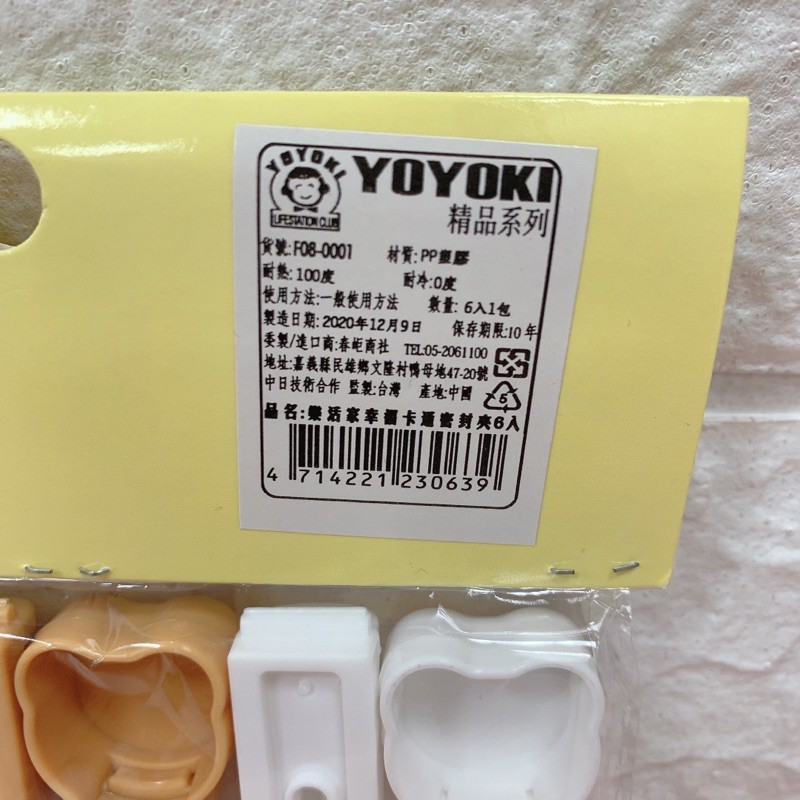 YOYOKI
LIFESTATION CLUB
YOYOKI
精品系列
貨號:F08-0001 材質:PP塑膠
耐熱:100度 耐冷:0度
使用方法:一般使用方法 數量:6入1包
製造日期:2020年12月9日 保存期限:10年
委製/進口商:春岠商社 TEL:05-2061100
地址:嘉義縣民雄鄉文隆村鴨母地47-20號
中日技術合作 監製:台灣 產地:中國
5
品名:樂活家幸福卡通密封夾6入
4 714221 230639